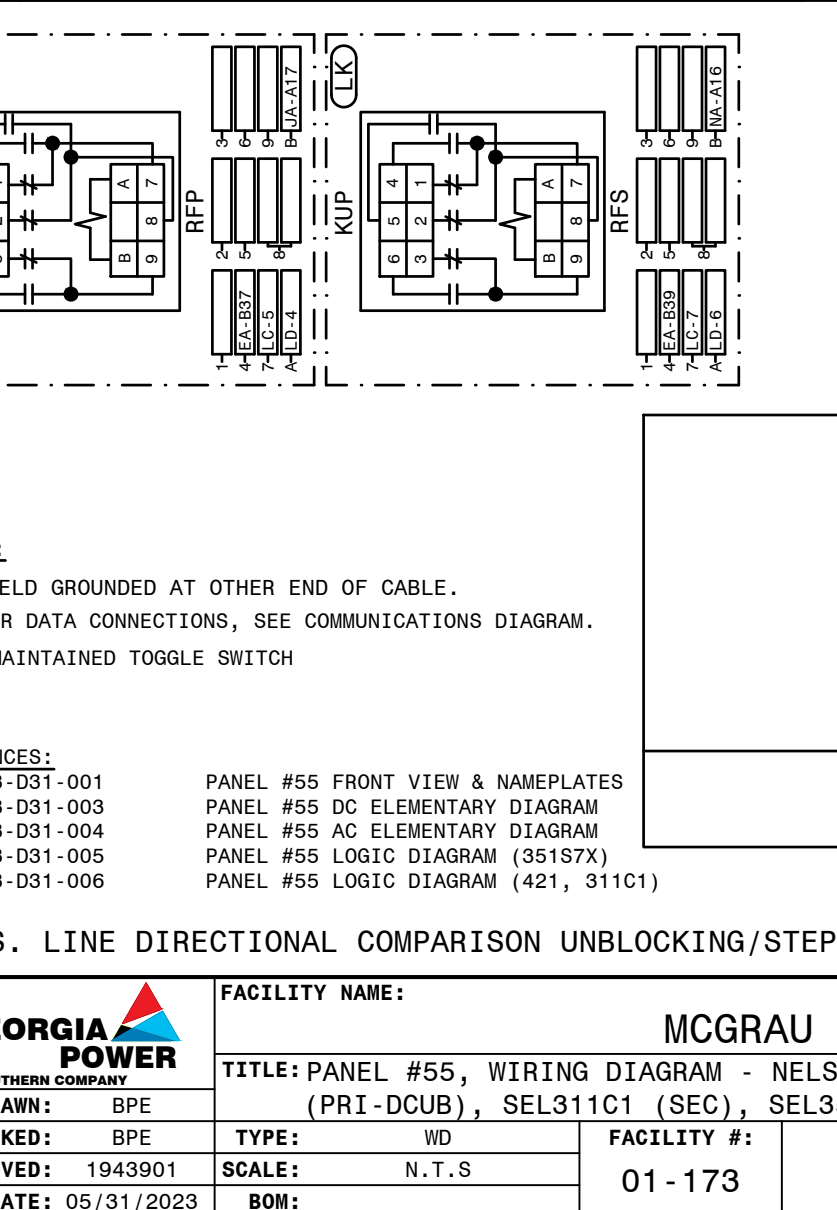 JA-A17
3
6
9
B
RFP
2
5
8
EA-B37
LC-5
LD-4
1
4
7
A
A
7
8
B
9
LK
KUP
4
1
5
2
6
3
A
7
8
B
9
RFS
NA-A16
3
6
9
B
2
5
8
EA-B39
LC-7
LD-6
1
4
7
A
ELD GROUNDED AT OTHER END OF CABLE.
R DATA CONNECTIONS, SEE COMMUNICATIONS DIAGRAM.
MAINTAINED TOGGLE SWITCH
NCES:
-D31-001 PANEL #55 FRONT VIEW & NAMEPLATES
-D31-003 PANEL #55 DC ELEMENTARY DIAGRAM
-D31-004 PANEL #55 AC ELEMENTARY DIAGRAM
-D31-005 PANEL #55 LOGIC DIAGRAM (351S7X)
-D31-006 PANEL #55 LOGIC DIAGRAM (421, 311C1)
S. LINE DIRECTIONAL COMPARISON UNBLOCKING/STEP
EORGIA
POWER
THERN COMPANY
FACILITY NAME:
MCGRAU
TITLE: PANEL #55, WIRING DIAGRAM - NELS
(PRI-DCUB), SEL311C1 (SEC), SEL3
AWN: BPE
KED: BPE
TYPE: WD
FACILITY #:
VED: 1943901
SCALE: N.T.S
01-173
ATE: 05/31/2023
BOM: